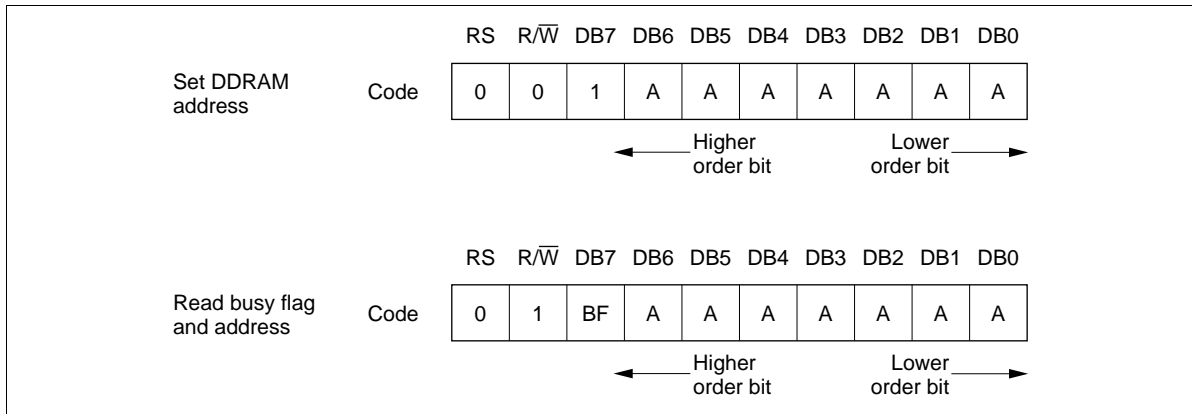 RS R/W̅ DB7 DB6 DB5 DB4 DB3 DB2 DB1 DB0
Set DDRAM
address
Code 0 0 1 A A A A A A A
Higher
order bit
Lower
order bit
RS R/W̅ DB7 DB6 DB5 DB4 DB3 DB2 DB1 DB0
Read busy flag
and address
Code 0 1 BF A A A A A A A
Higher
order bit
Lower
order bit